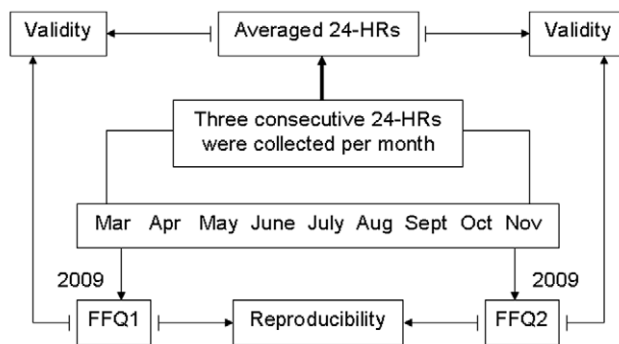 Validity
Averaged 24-HRs
Validity
Three consecutive 24-HRs
were collected per month
Mar Apr May June July Aug Sept Oct Nov
2009
2009
FFQ1
Reproducibility
FFQ2